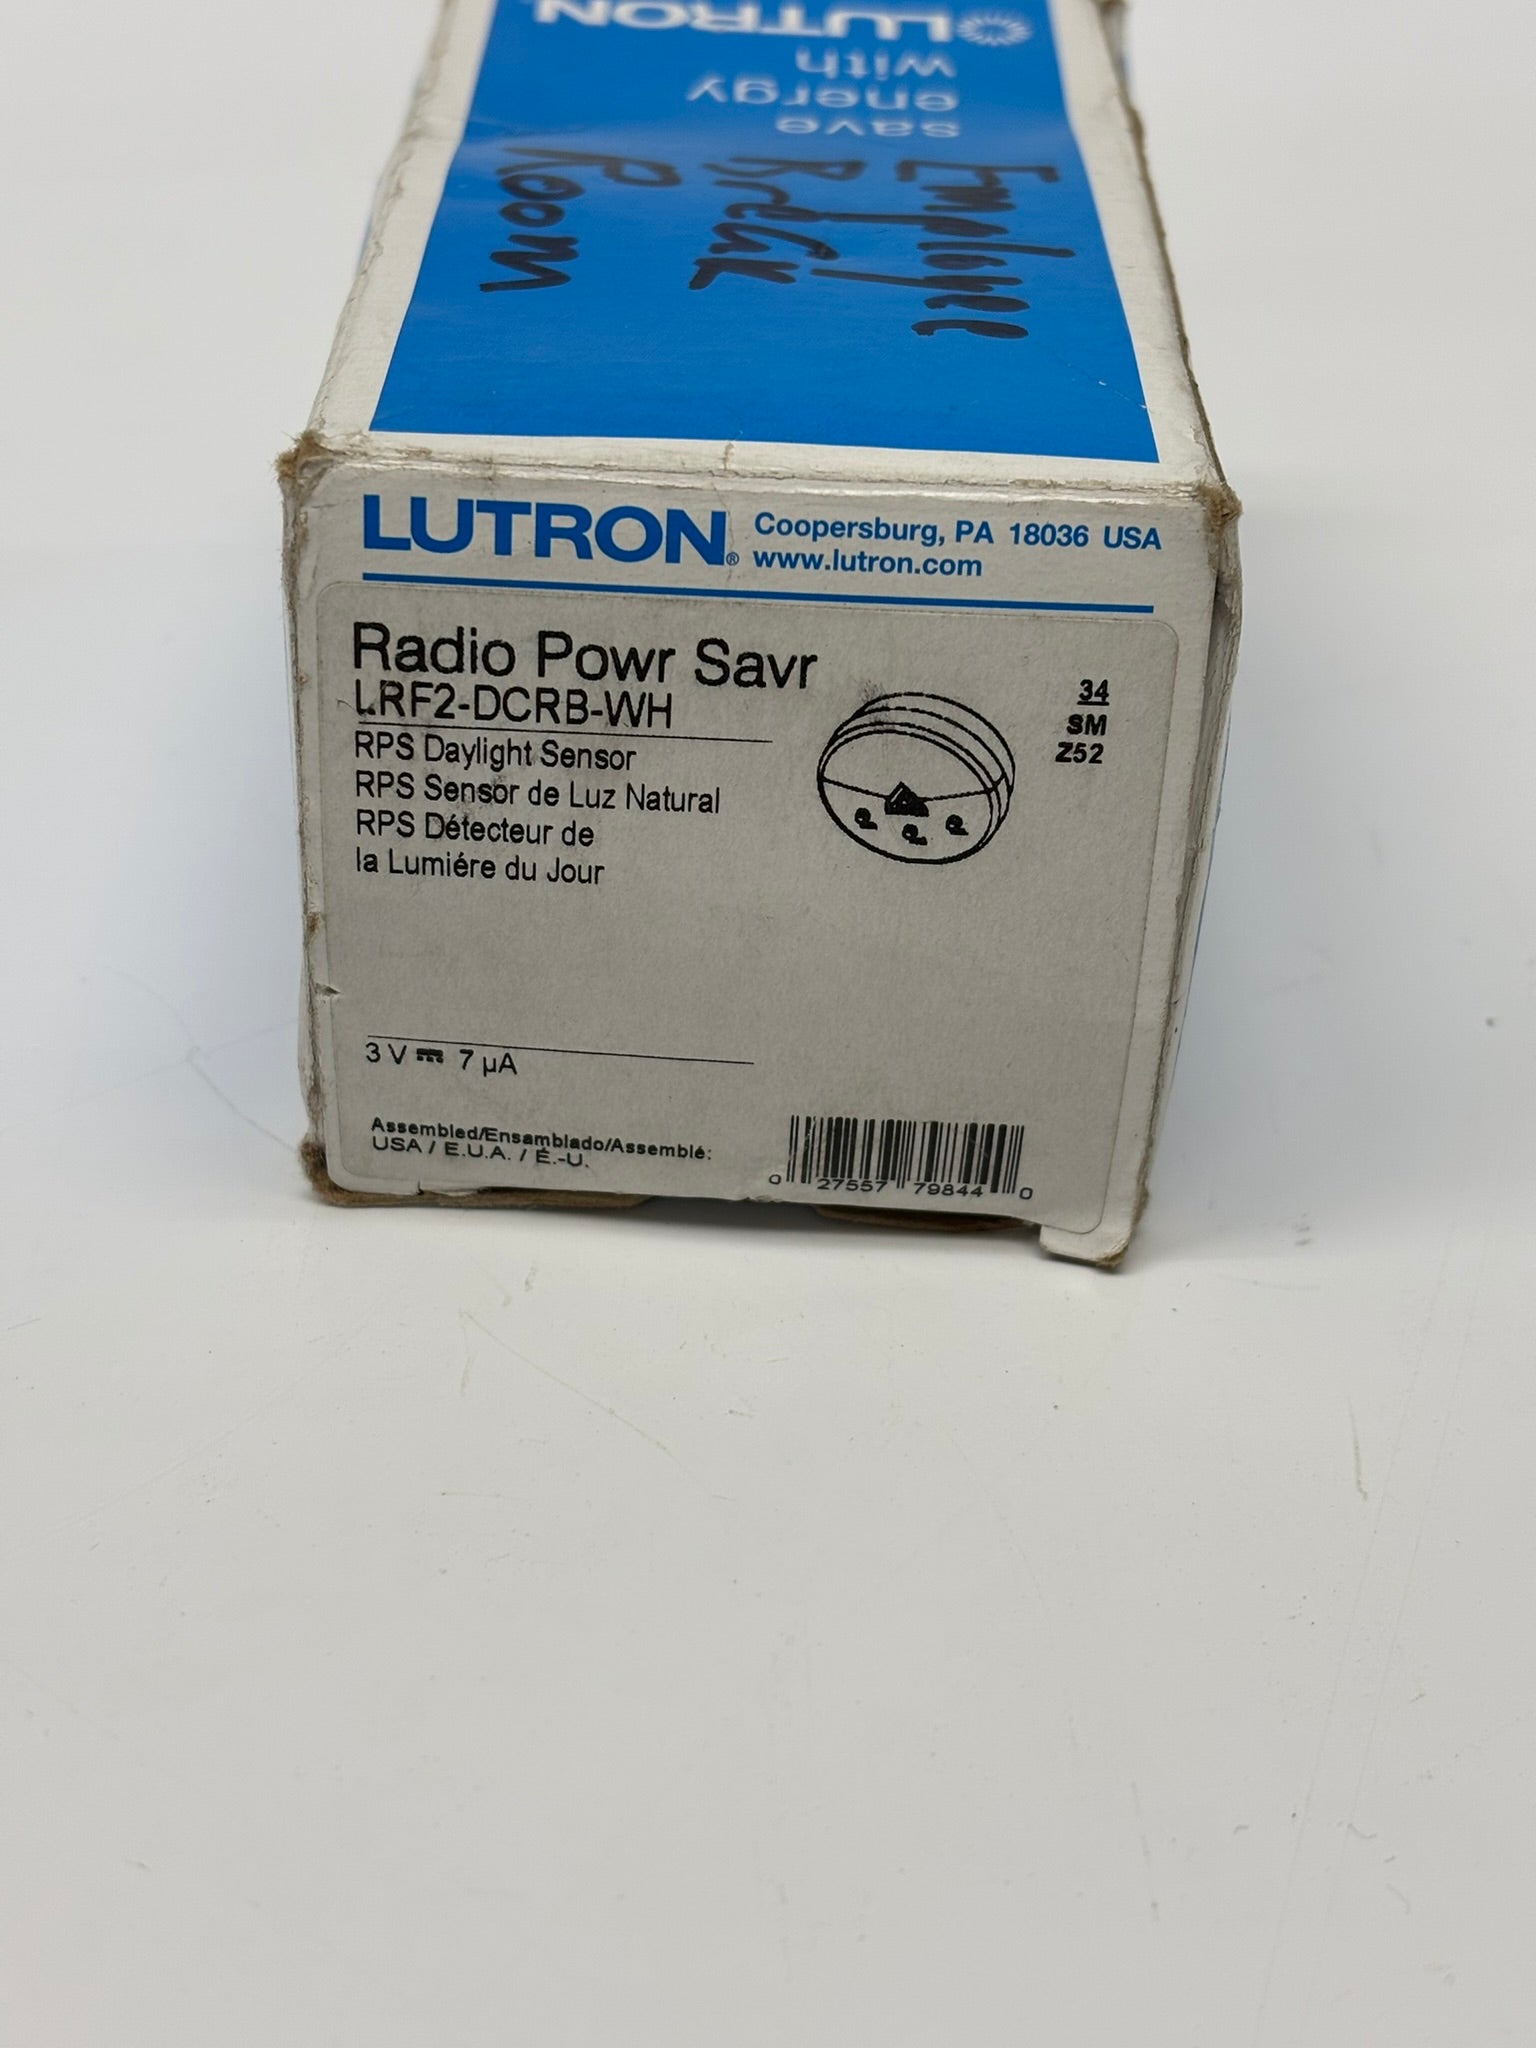 LUTRON
save
energy
with
Employee
Break
Room
LUTRON® Coopersburg, PA 18036 USA
www.lutron.com
Radio Powr Savr
LRF2-DCRB-WH
RPS Daylight Sensor
RPS Sensor de Luz Natural
RPS Détecteur de
la Lumiére du Jour
34
SM
Z52
3 V ⎓ 7 µA
Assembled/Ensamblado/Assemblé:
USA / E.U.A. / É.-U.
0 27557 79844 0